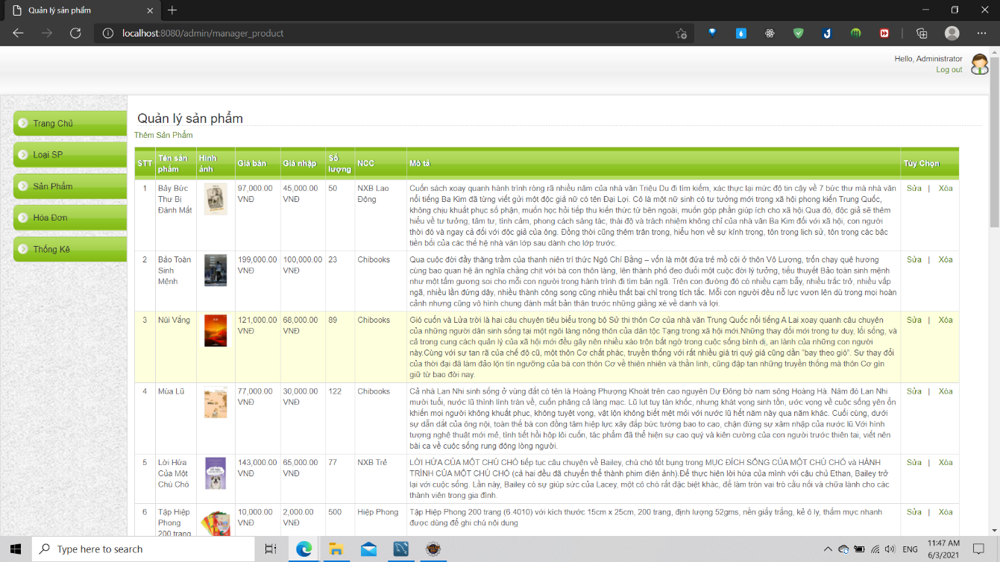 Quản lý sản phẩm
localhost:8080/admin/manager_product
Hello, Administrator
Log out
Trang Chủ
Loại SP
Sản Phẩm
Hóa Đơn
Thống Kê
Quản lý sản phẩm
Thêm Sản Phẩm
STT Tên sản phẩm Hình ảnh Giá bán Giá nhập Số lượng NCC Mô tả Tùy Chọn
1 Bảy Bức Thư Bị Đánh Mất 97,000.00 VNĐ 45,000.00 VNĐ 50 NXB Lao Động
Cuốn sách xoay quanh hành trình ròng rã nhiều năm của nhà văn Triệu Du đi tìm kiếm, xác thực lại mức độ tin cậy về 7 bức thư mà nhà văn
nổi tiếng Ba Kim đã từng viết gửi một độc giả nữ có tên Đại Lợi. Cô là một nữ sinh có tư tưởng mới trong xã hội phong kiến Trung Quốc,
không chịu khuất phục số phận, muốn học hỏi tiếp thu kiến thức từ bên ngoài, muốn góp phần giúp ích cho xã hội.Qua đó, độc giả sẽ thêm
hiểu về tư tưởng, tâm tư, tình cảm, phong cách sáng tác, thái độ và trách nhiệm không chỉ của nhà văn Ba Kim đối với xã hội, con người
thời đó và ngay cả đối với độc giả của ông. Đồng thời cũng thêm trân trọng, hiểu hơn về sự kính trọng, tôn trọng lịch sử, tôn trọng các bậc
tiền bối của các thế hệ nhà văn lớp sau dành cho lớp trước.
Sửa | Xóa
2 Bảo Toàn Sinh Mệnh 199,000.00 VNĐ 100,000.00 VNĐ 23 Chibooks
Qua cuộc đời đầy thăng trầm của thanh niên trí thức Ngô Chí Bằng – vốn là một đứa trẻ mồ côi ở thôn Vô Lương, trốn chạy quê hương
cùng bao quan hệ ân nghĩa chằng chịt với bà con thôn làng, lên thành phố đeo đuổi một cuộc đời lý tưởng, tiểu thuyết Bảo toàn sinh mệnh
như một tấm gương soi cho mỗi con người trong hành trình đi tìm bản ngã. Trên con đường đó có nhiều cạm bẫy, nhiều trắc trở, nhiều vấp
ngã, nhiều lần đứng dậy, nhiều thành công song cũng nhiều thất bại chỉ trong tích tắc. Mỗi con người đều nỗ lực vươn lên dù trong mọi hoàn
cảnh nhưng cũng vô hình chung đánh mất bản thân trước những giằng xé về danh và lợi.
Sửa | Xóa
3 Núi Vắng 121,000.00 VNĐ 68,000.00 VNĐ 89 Chibooks
Gió cuốn và Lửa trời là hai câu chuyện tiêu biểu trong bộ Sử thi thôn Cơ của nhà văn Trung Quốc nổi tiếng A Lai xoay quanh câu chuyện
của những người dân sinh sống tại một ngôi làng nông thôn của dân tộc Tạng trong xã hội mới.Những thay đổi mới trong tư duy, lối sống, và
cả trong cung cách quản lý của xã hội mới đều gây nên nhiều xáo trộn bất ngờ trong cuộc sống bình dị, an lành của những con người
này.Cùng với sự tan rã của chế độ cũ, một thôn Cơ chất phác, truyền thống với rất nhiều giá trị quý giá cũng dần “bay theo gió”. Sự thay đổi
của thời đại đã làm đảo lộn tín ngưỡng của bà con thôn Cơ về thiên nhiên và thần linh, cũng đập tan những truyền thống mà thôn Cơ gìn
giữ từ bao đời nay.
Sửa | Xóa
4 Mùa Lũ 77,000.00 VNĐ 30,000.00 VNĐ 122 Chibooks
Cả nhà Lan Nhi sinh sống ở vùng đất có tên là Hoàng Phượng Khoát trên cao nguyên Dự Đông bờ nam sông Hoàng Hà. Năm đó Lan Nhi
mười tuổi, nước lũ thình lình tràn về, cuốn phăng cả làng mạc. Lũ lụt tuy tàn khốc, nhưng khát vọng sinh tồn, ước vọng về cuộc sống yên ổn
khiến mọi người không khuất phục, không tuyệt vọng, vật lộn không biết mệt mỏi với nước lũ hết năm này qua năm khác. Cuối cùng, dưới
sự dẫn dắt của ông nội, toàn thể bà con đồng tâm hiệp lực xây đắp bức tường bao to cao, chặn đứng sự xâm nhập của nước lũ.Với hình
tượng nghệ thuật mới mẻ, tình tiết hồi hộp lôi cuốn, tác phẩm đã thể hiện sự cao quý và kiên cường của con người trước thiên tai, viết nên
bài ca về cuộc sống rung động lòng người.
Sửa | Xóa
5 Lời Hứa Của Một Chú Chó 143,000.00 VNĐ 65,000.00 VNĐ 77 NXB Trẻ
LỜI HỨA CỦA MỘT CHÚ CHÓ tiếp tục câu chuyện về Bailey, chú chó tốt bụng trong MỤC ĐÍCH SỐNG CỦA MỘT CHÚ CHÓ và HÀNH
TRÌNH CỦA MỘT CHÚ CHÓ (cả hai đều đã chuyển thể thành phim điện ảnh).Để thực hiện lời hứa của mình với cậu chủ Ethan, Bailey trở
lại với cuộc sống. Lần này, Bailey có sự giúp sức của Lacey, một cô chó rất đặc biệt khác, để làm tròn vai trò cầu nối và chữa lành cho các
thành viên trong gia đình.
Sửa | Xóa
6 Tập Hiệp Phong 200 trang 10,000.00 VNĐ 2,000.00 VNĐ 500 Hiệp Phong
Tập Hiệp Phong 200 trang (6.4010) với kích thước 15cm x 25cm, 200 trang, định lượng 52gms, nền giấy trắng, kẻ ô ly, thấm mực nhanh
được dùng để ghi chú nội dung
Sửa | Xóa
Type here to search
ENG
11:47 AM
6/3/2021